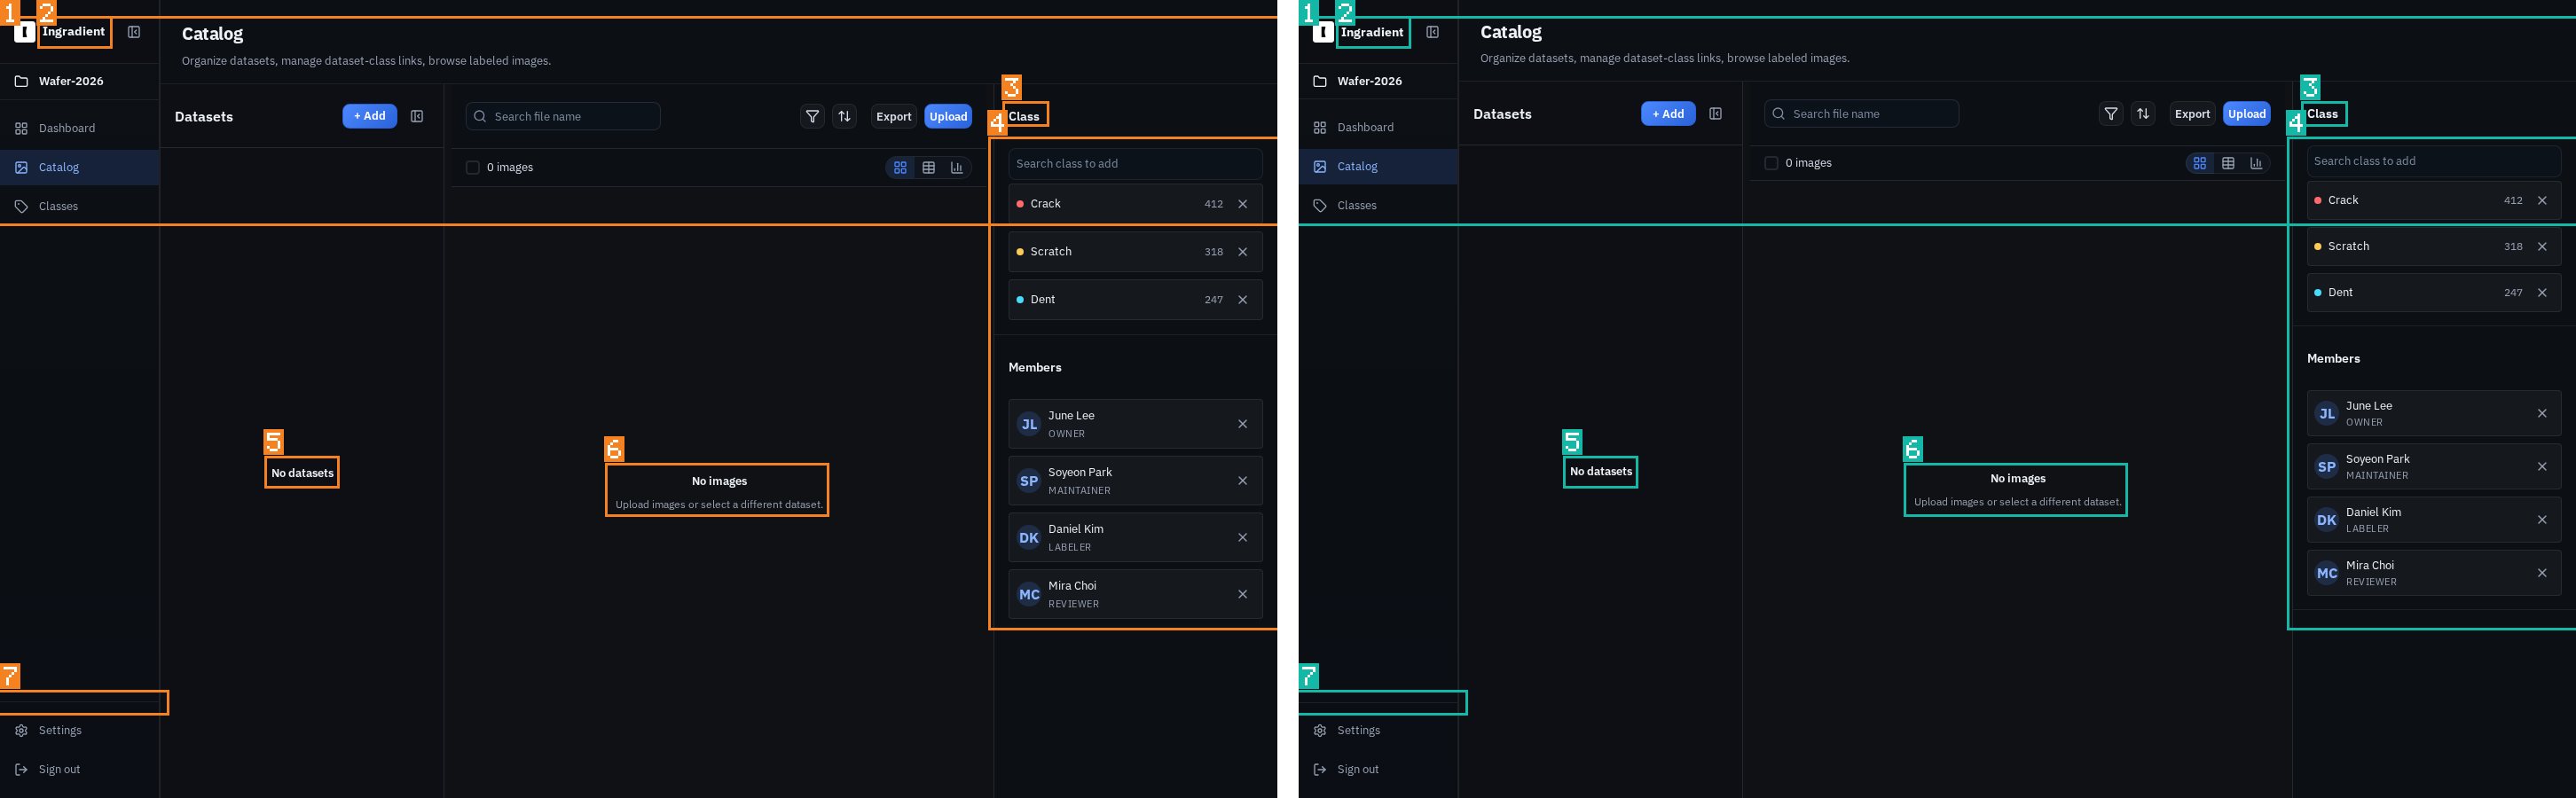 1 2
Ingradient
Wafer-2026
Dashboard
Catalog
Classes
Catalog
Organize datasets, manage dataset-class links, browse labeled images.
Datasets
+ Add
Search file name
Export
Upload
0 images
3
4
Class
Search class to add
Crack 412
Scratch 318
Dent 247
Members
JL
June Lee
OWNER
SP
Soyeon Park
MAINTAINER
DK
Daniel Kim
LABELER
MC
Mira Choi
REVIEWER
5
No datasets
6
No images
Upload images or select a different dataset.
7
Settings
Sign out
1 2
Ingradient
Wafer-2026
Dashboard
Catalog
Classes
Catalog
Organize datasets, manage dataset-class links, browse labeled images.
Datasets
+ Add
Search file name
Export
Upload
0 images
3
4
Class
Search class to add
Crack 412
Scratch 318
Dent 247
Members
JL
June Lee
OWNER
SP
Soyeon Park
MAINTAINER
DK
Daniel Kim
LABELER
MC
Mira Choi
REVIEWER
5
No datasets
6
No images
Upload images or select a different dataset.
7
Settings
Sign out